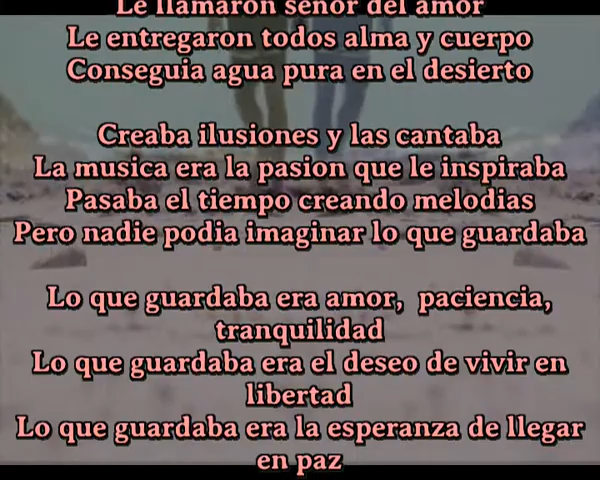 Le llamaron señor del amor
Le entregaron todos alma y cuerpo
Conseguia agua pura en el desierto
Creaba ilusiones y las cantaba
La musica era la pasion que le inspiraba
Pasaba el tiempo creando melodias
Pero nadie podia imaginar lo que guardaba
Lo que guardaba era amor,  paciencia,
tranquilidad
Lo que guardaba era el deseo de vivir en
libertad
Lo que guardaba era la esperanza de llegar
en paz